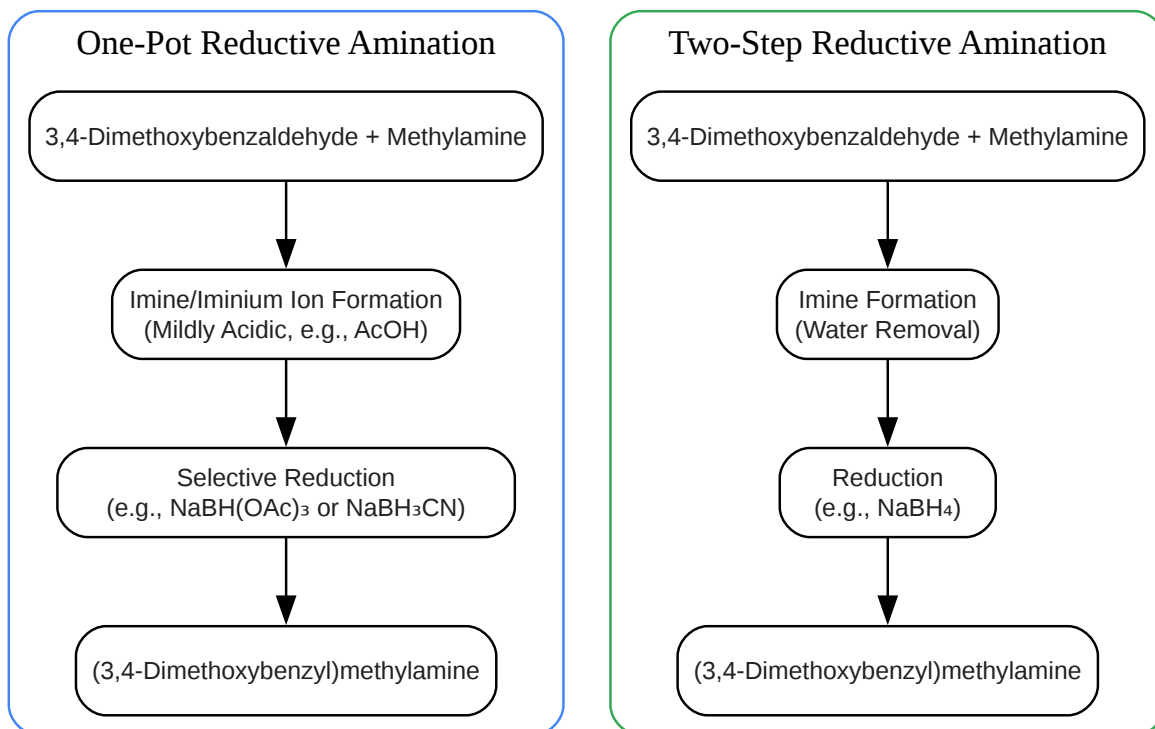 One-Pot Reductive Amination
3,4-Dimethoxybenzaldehyde + Methylamine
Imine/Iminium Ion Formation
(Mildly Acidic, e.g., AcOH)
Selective Reduction
(e.g., NaBH(OAc)₃ or NaBH₃CN)
(3,4-Dimethoxybenzyl)methylamine
Two-Step Reductive Amination
3,4-Dimethoxybenzaldehyde + Methylamine
Imine Formation
(Water Removal)
Reduction
(e.g., NaBH₄)
(3,4-Dimethoxybenzyl)methylamine